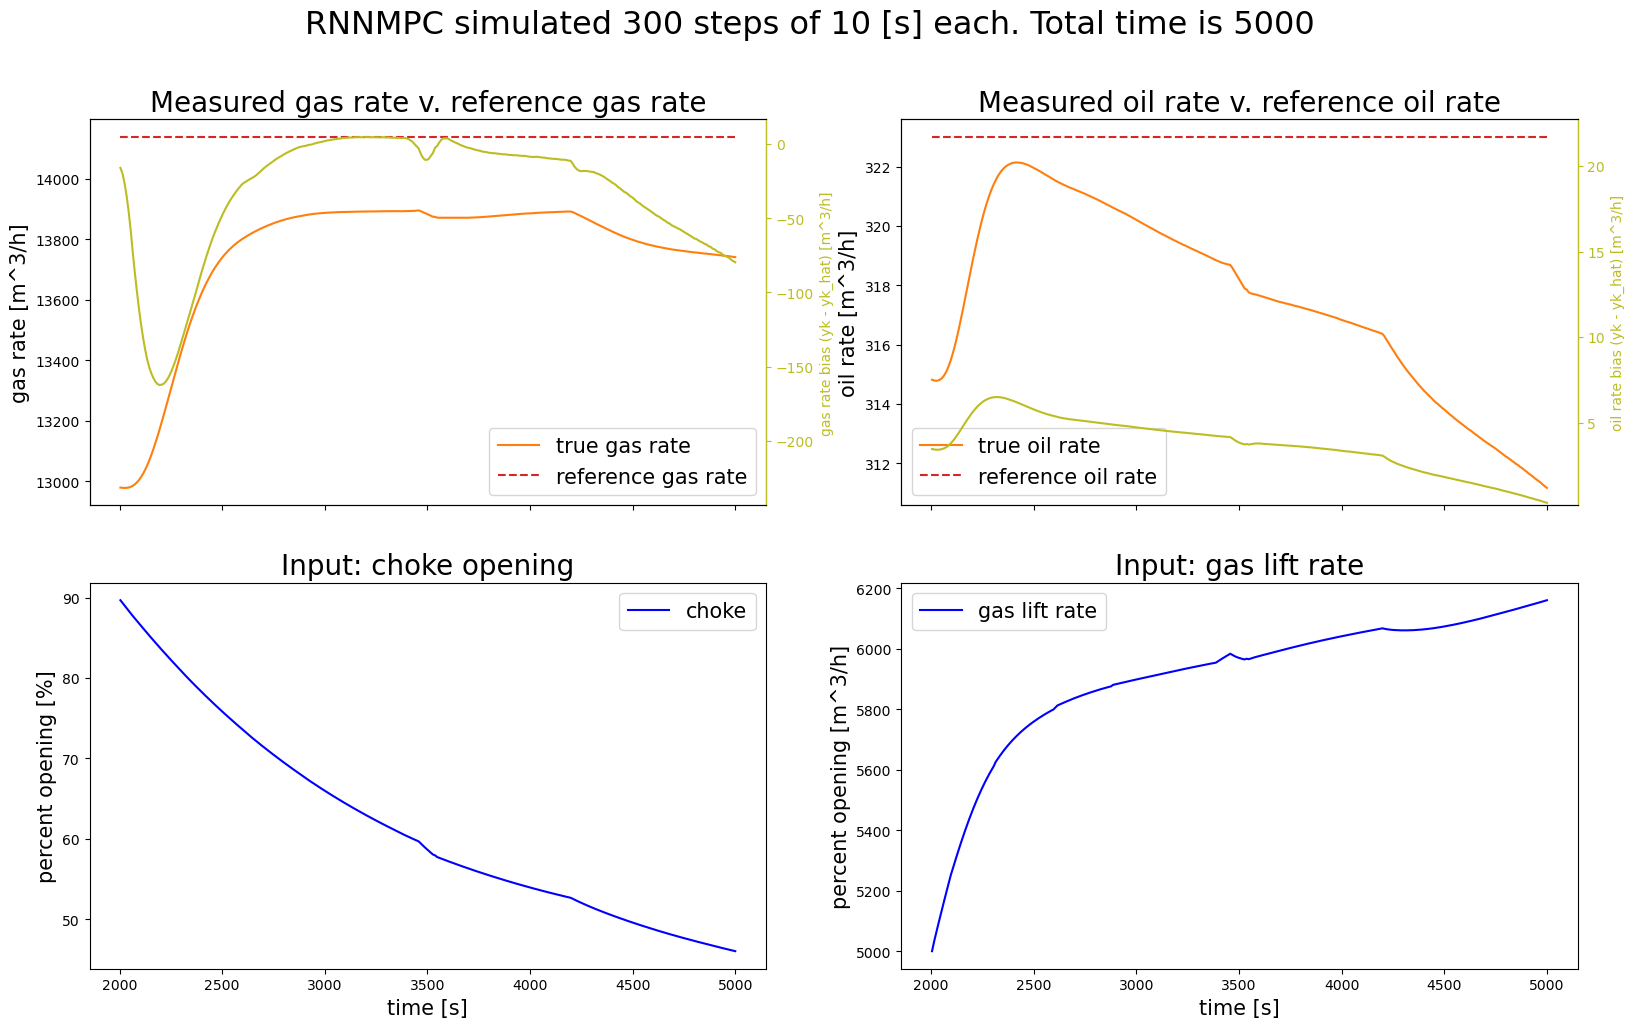 RNNMPC simulated 300 steps of 10 [s] each. Total time is 5000
Measured gas rate v. reference gas rate
gas rate [m^3/h]
14000
13800
13600
13400
13200
13000
0
−50
−100
−150
−200
gas rate bias (yk - yk_hat) [m^3/h]
true gas rate
reference gas rate
Measured oil rate v. reference oil rate
oil rate [m^3/h]
322
320
318
316
314
312
20
15
10
5
oil rate bias (yk - yk_hat) [m^3/h]
true oil rate
reference oil rate
Input: choke opening
percent opening [%]
90
80
70
60
50
choke
2000 2500 3000 3500 4000 4500 5000
time [s]
Input: gas lift rate
percent opening [m^3/h]
6200
6000
5800
5600
5400
5200
5000
gas lift rate
2000 2500 3000 3500 4000 4500 5000
time [s]